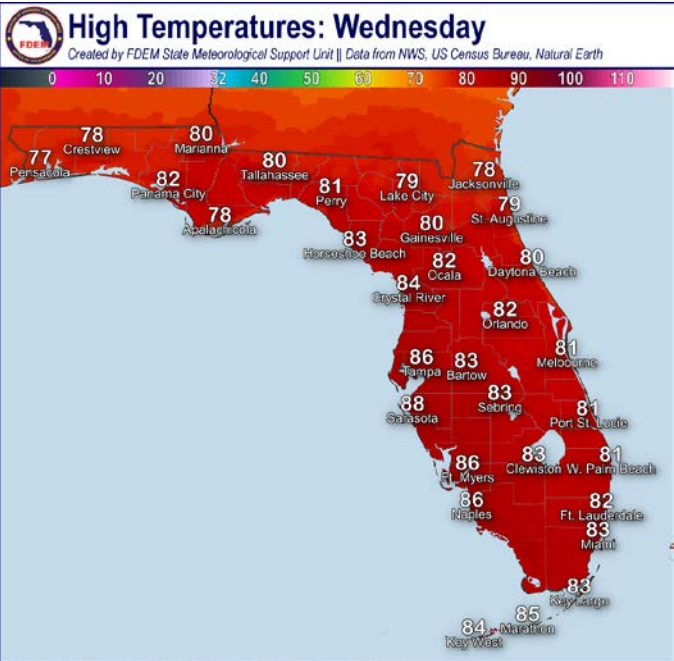 High Temperatures: Wednesday
Created by FDEM State Meteorological Support Unit || Data from NWS, US Census Bureau, Natural Earth
FDEM
0 10 20 32 40 50 60 70 80 90 100 110
78
Crestview
80
Marianna
77
Pensacola
80
Tallahassee
82
Panama City
81
Perry
79
Lake City
78
Jacksonville
78
Apalachicola
79
St. Augustine
80
Gainesville
83
Horseshoe Beach
82
Ocala
80
Daytona Beach
84
Crystal River
82
Orlando
86
Tampa
83
Bartow
81
Melbourne
88
Sarasota
83
Sebring
81
Port St. Lucie
86
Ft. Myers
83
Clewiston
81
W. Palm Beach
86
Naples
82
Ft. Lauderdale
83
Miami
83
Key Largo
84
Key West
85
Marathon